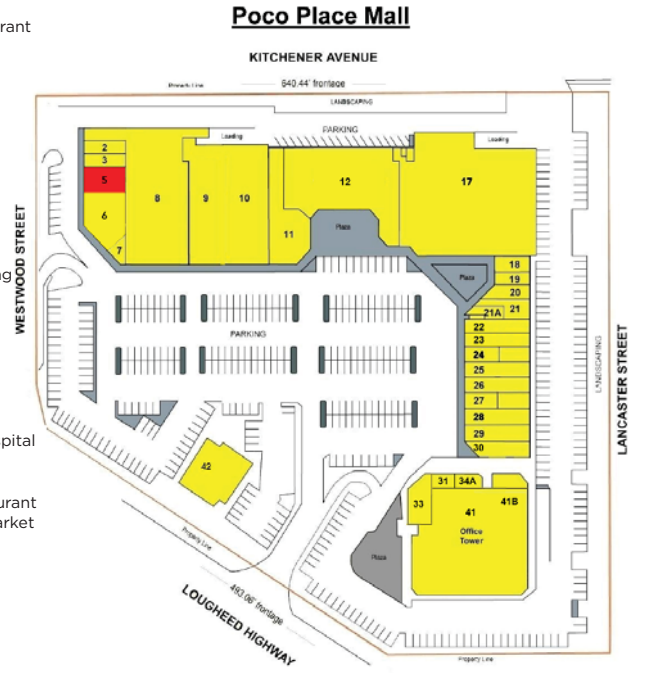 Poco Place Mall
rant
KITCHENER AVENUE
Property Line
640.44' frontage
LANDSCAPING
PARKING
Loading
Loading
2
3
5
6
7
8
9
10
11
12
17
Plaza
Plaza
18
19
20
21
21A
22
23
24
25
26
27
28
29
30
WESTWOOD STREET
ng
PARKING
LANDSCAPING
LANCASTER STREET
pital
urant
arket
42
31
34A
33
41
41B
Office
Tower
Plaza
Property Line
493.06' frontage
LOUGHEED HIGHWAY
Property Line